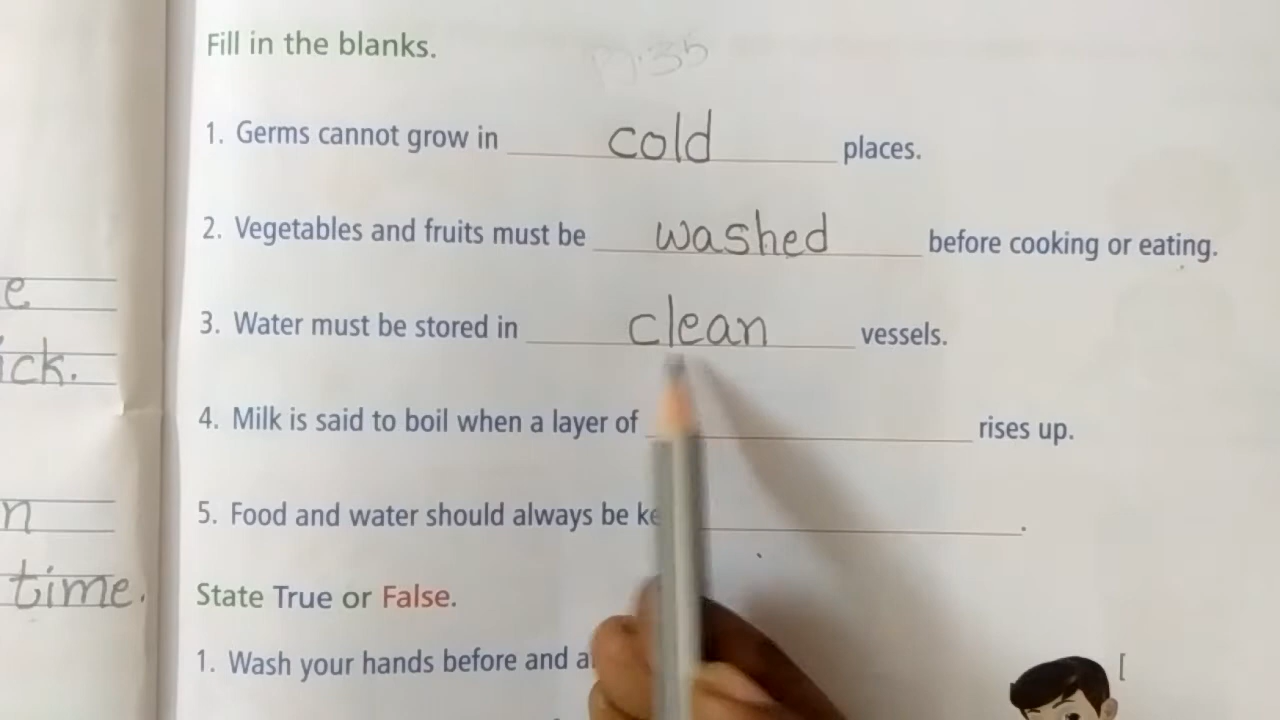 Fill in the blanks.
1. Germs cannot grow in cold places.
2. Vegetables and fruits must be washed before cooking or eating.
e
3. Water must be stored in clean vessels.
ick.
4. Milk is said to boil when a layer of rises up.
n
5. Food and water should always be ke .
time.
State True or False.
1. Wash your hands before and a [